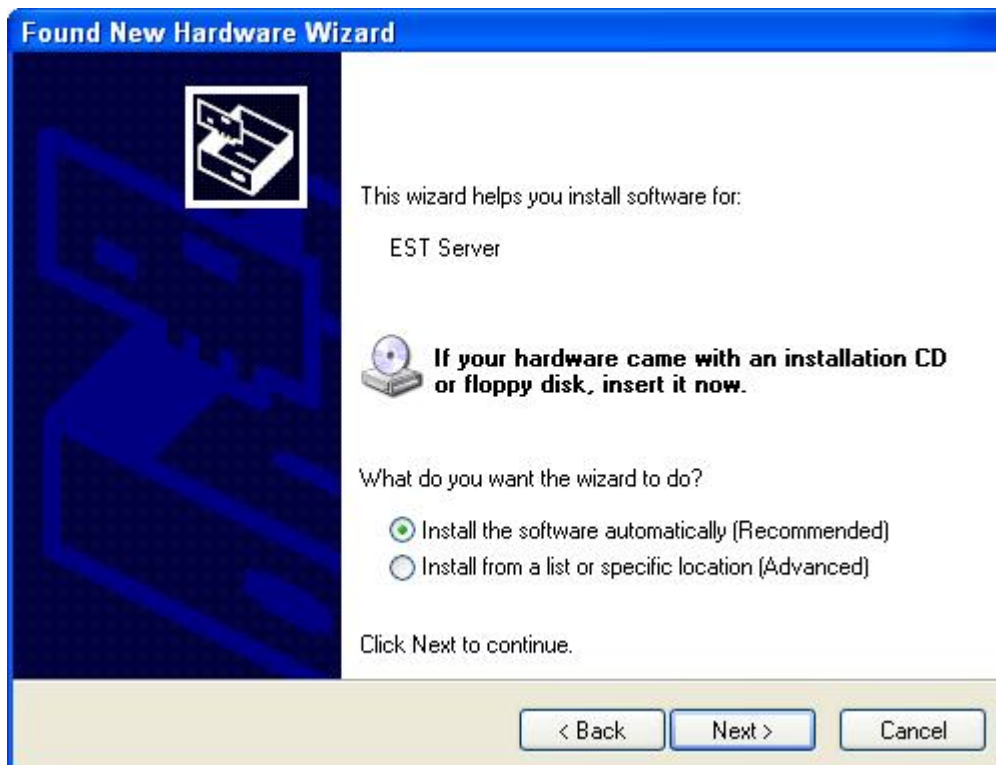 Found New Hardware Wizard
This wizard helps you install software for:
EST Server
If your hardware came with an installation CD
or floppy disk, insert it now.
What do you want the wizard to do?
Install the software automatically (Recommended)
Install from a list or specific location (Advanced)
Click Next to continue.
< Back Next > Cancel